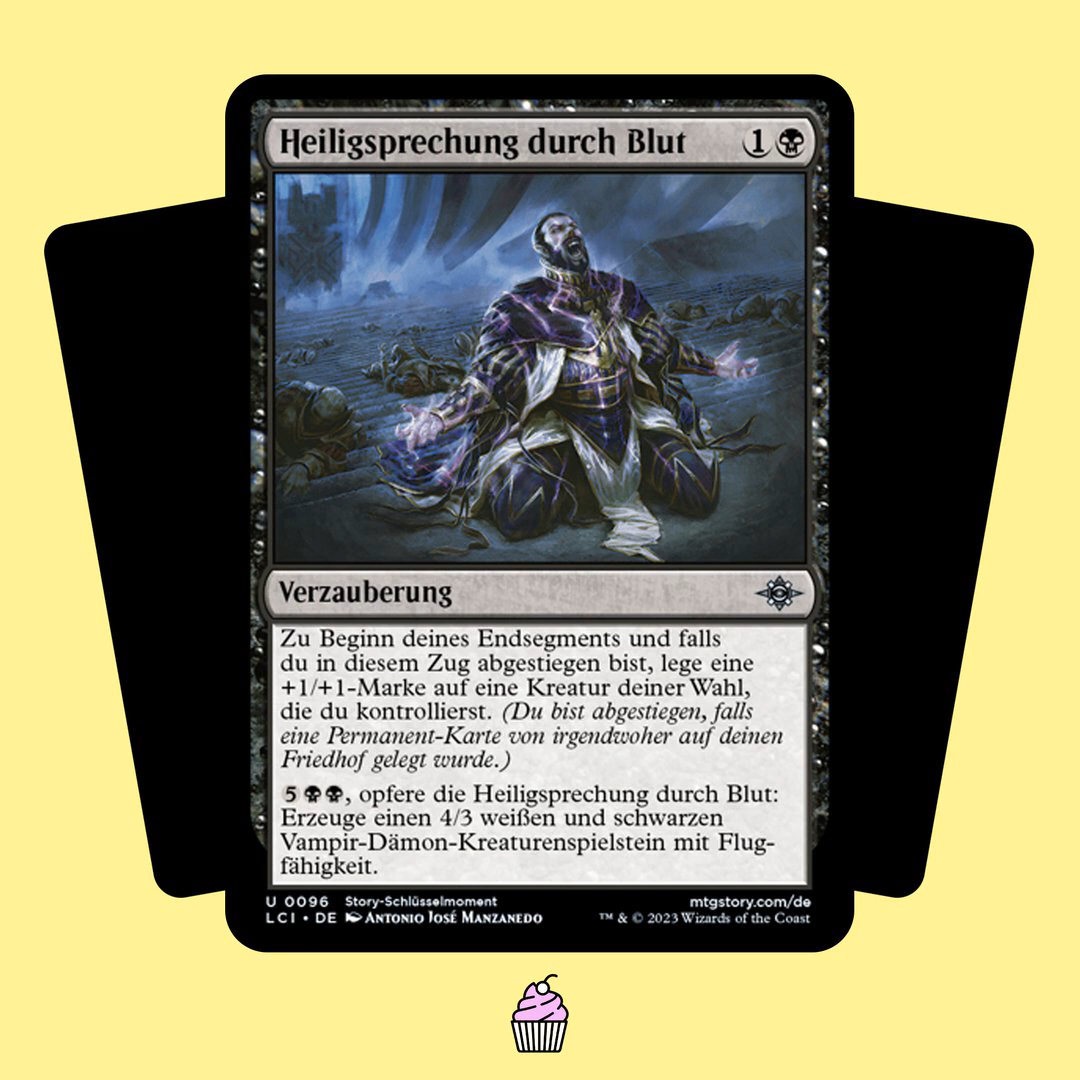 Heiligsprechung durch Blut 1
Verzauberung
Zu Beginn deines Endsegments und falls
du in diesem Zug abgestiegen bist, lege eine
+1/+1-Marke auf eine Kreatur deiner Wahl,
die du kontrollierst. (Du bist abgestiegen, falls
eine Permanent-Karte von irgendwoher auf deinen
Friedhof gelegt wurde.)
5, opfere die Heiligsprechung durch Blut:
Erzeuge einen 4/3 weißen und schwarzen
Vampir-Dämon-Kreaturenspielstein mit Flug-
fähigkeit.
U 0096 Story-Schlüsselmoment mtgstory.com/de
LCI • DE Antonio José Manzanedo ™ & © 2023 Wizards of the Coast